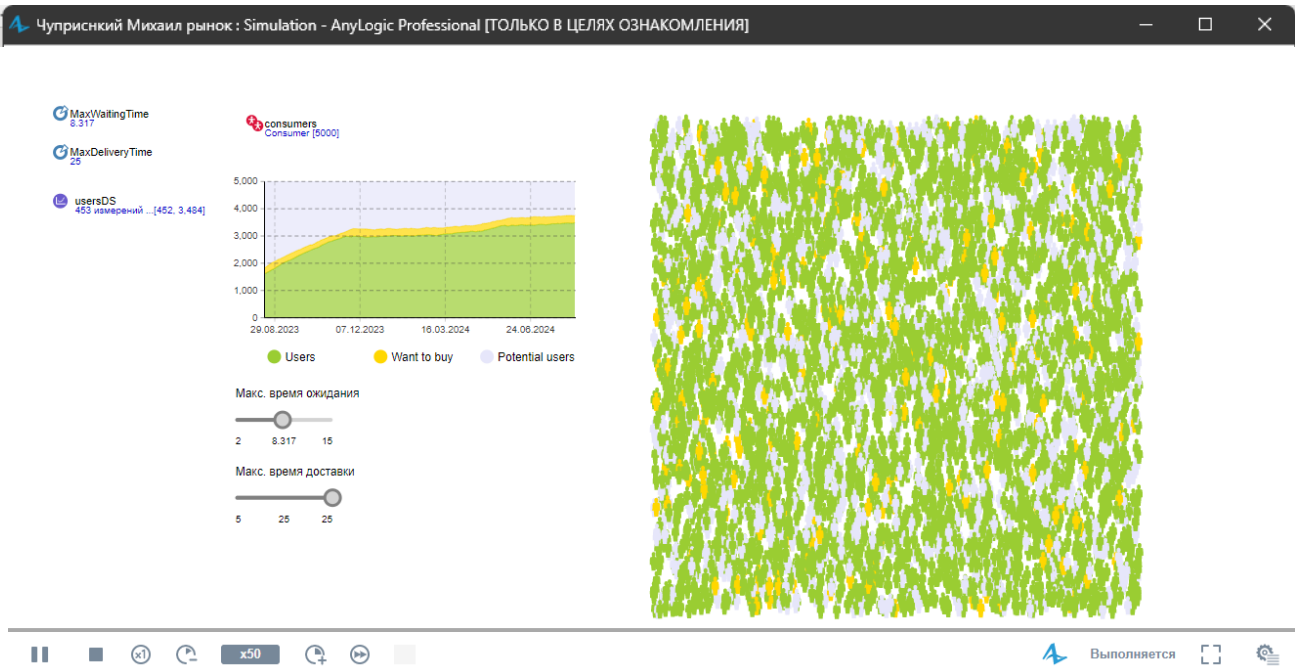 Чуприснкий Михаил рынок : Simulation - AnyLogic Professional [ТОЛЬКО В ЦЕЛЯХ ОЗНАКОМЛЕНИЯ]
MaxWaitingTime
8.317
MaxDeliveryTime
25
usersDS
453 измерений ...[452, 3,484]
consumers
Consumer [5000]
5,000
4,000
3,000
2,000
1,000
0
29.08.2023 07.12.2023 16.03.2024 24.06.2024
Users Want to buy Potential users
Макс. время ожидания
2 8.317 15
Макс. время доставки
5 25 25
x1 x50 Выполняется